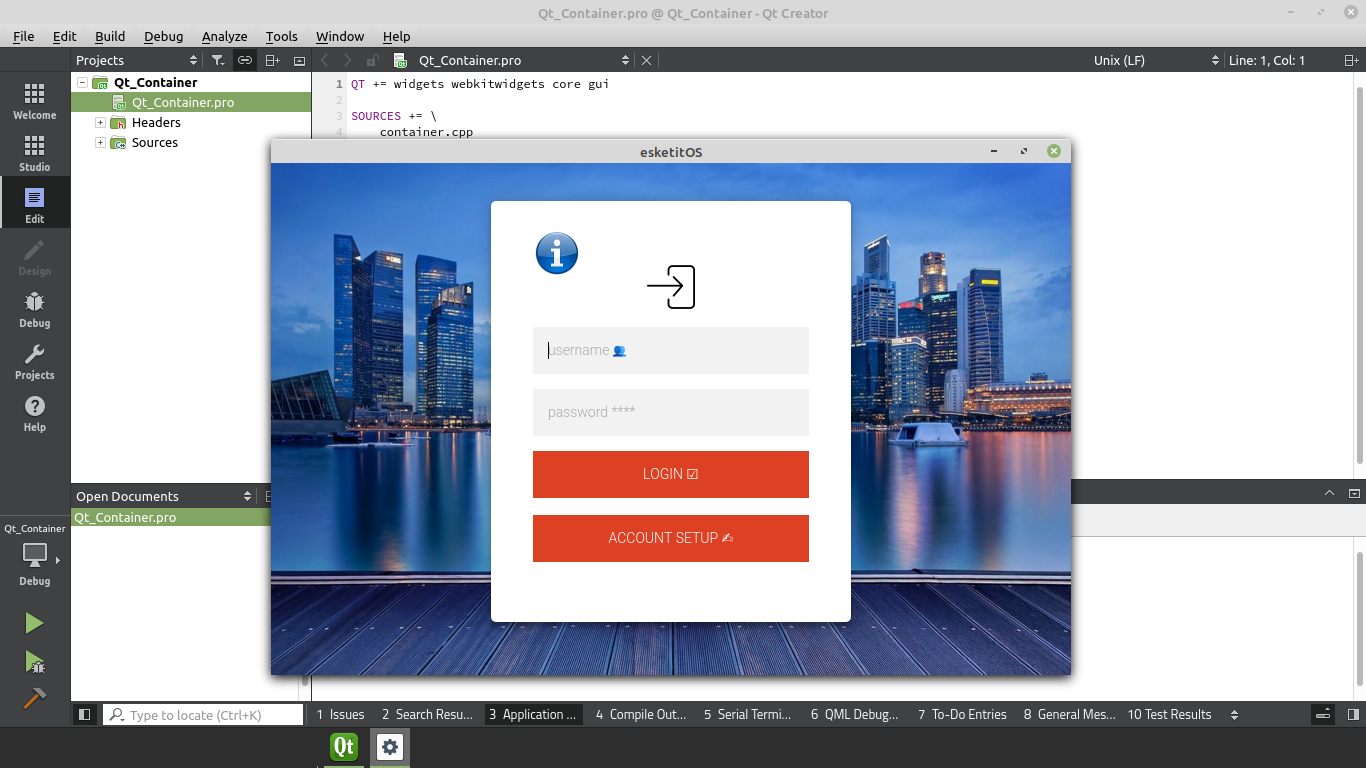 Qt_Container.pro @ Qt_Container - Qt Creator
File Edit Build Debug Analyze Tools Window Help
Projects
Qt_Container.pro
Unix (LF)
Line: 1, Col: 1
Welcome
Studio
Edit
Design
Debug
Projects
Help
Qt_Container
Qt_Container.pro
Headers
Sources
1 QT += widgets webkitwidgets core gui
2
3 SOURCES += \
4 container.cpp
esketitOS
username 👥
password ****
LOGIN ☑
ACCOUNT SETUP ✍
Open Documents
Qt_Container.pro
Qt_Container
Debug
Type to locate (Ctrl+K)
1 Issues
2 Search Resu...
3 Application ...
4 Compile Out...
5 Serial Termi...
6 QML Debug...
7 To-Do Entries
8 General Mes...
10 Test Results
Qt